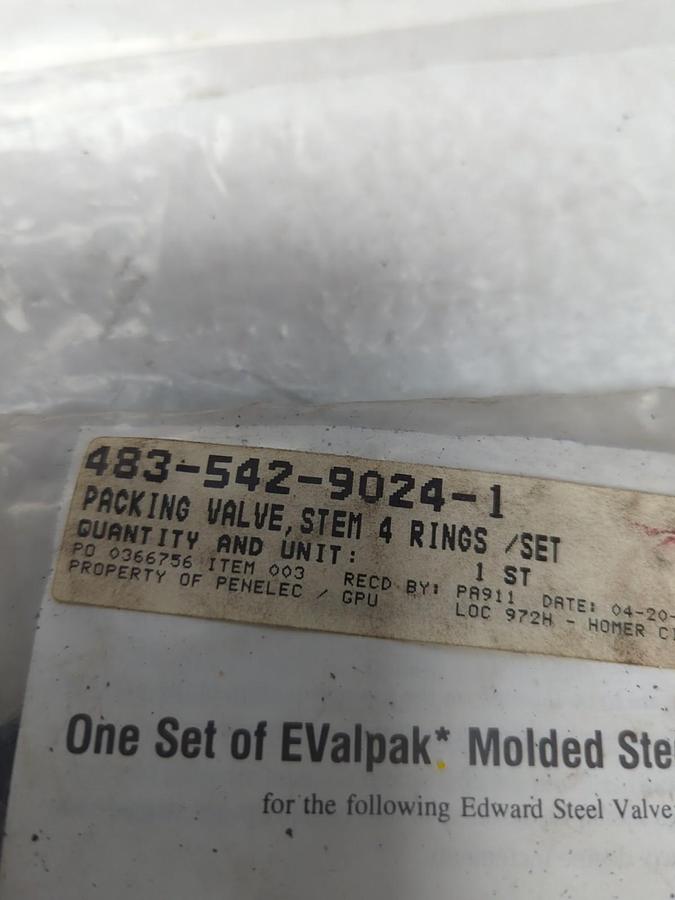 483-542-9024-1
PACKING VALVE,STEM 4 RINGS /SET
QUANTITY AND UNIT: 1 ST
PO 0366756 ITEM 003 RECD BY: PA911 DATE: 04-20-
PROPERTY OF PENELEC / GPU LOC 972H - HOMER CI
One Set of EValpak* Molded Ste
for the following Edward Steel Valve